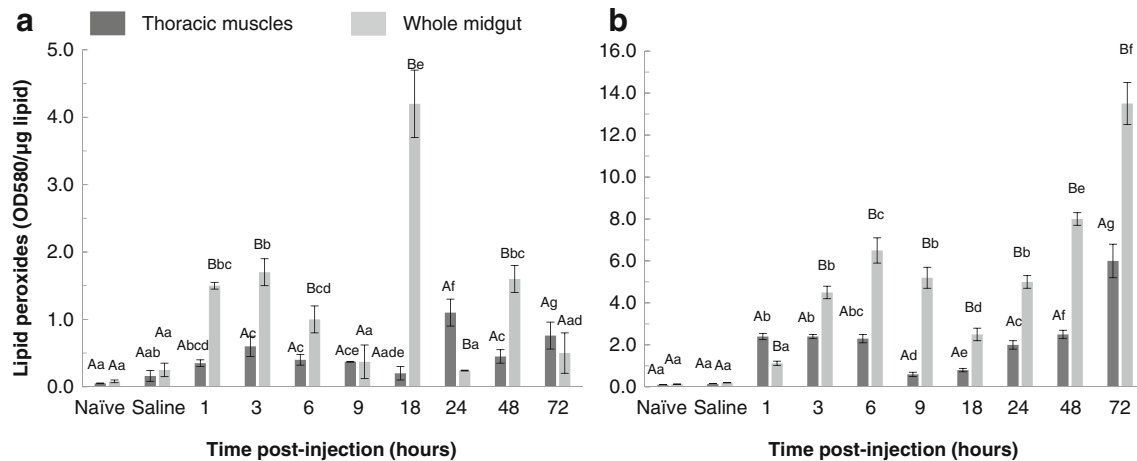 a
Thoracic muscles
Whole midgut
b
Lipid peroxides (OD580/µg lipid)
5.0
4.0
3.0
2.0
1.0
0.0
Aa
Aa
Aab
Aa
Abcd
Bbc
Ac
Bb
Ac
Bcd
Ace
Aa
Aade
Be
Af
Ba
Ac
Bbc
Ag
Aad
Naïve
Saline
1
3
6
9
18
24
48
72
Time post-injection (hours)
16.0
14.0
12.0
10.0
8.0
6.0
4.0
2.0
0.0
Aa
Aa
Aa
Aa
Ab
Ba
Ab
Bb
Abc
Bc
Ad
Bb
Ae
Bd
Ac
Bb
Af
Be
Ag
Bf
Naïve
Saline
1
3
6
9
18
24
48
72
Time post-injection (hours)